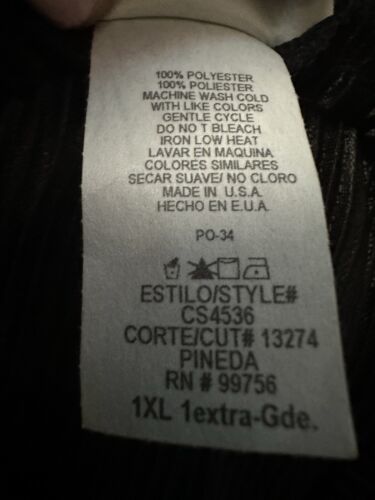 100% POLYESTER
100% POLIESTER
MACHINE WASH COLD
WITH LIKE COLORS
GENTLE CYCLE
DO NOT BLEACH
IRON LOW HEAT
LAVAR EN MAQUINA
COLORES SIMILARES
SECAR SUAVE/ NO CLORO
MADE IN U.S.A.
HECHO EN E.U.A.
PO-34
ESTILO/STYLE#
CS4536
CORTE/CUT# 13274
PINEDA
RN # 99756
1XL 1extra-Gde.